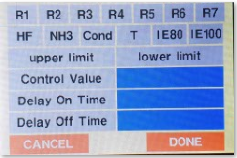 R1 R2 R3 R4 R5 R6 R7
HF NH3 Cond T IE80 IE100
upper limit lower limit
Control Value
Delay On Time
Delay Off Time
CANCEL DONE